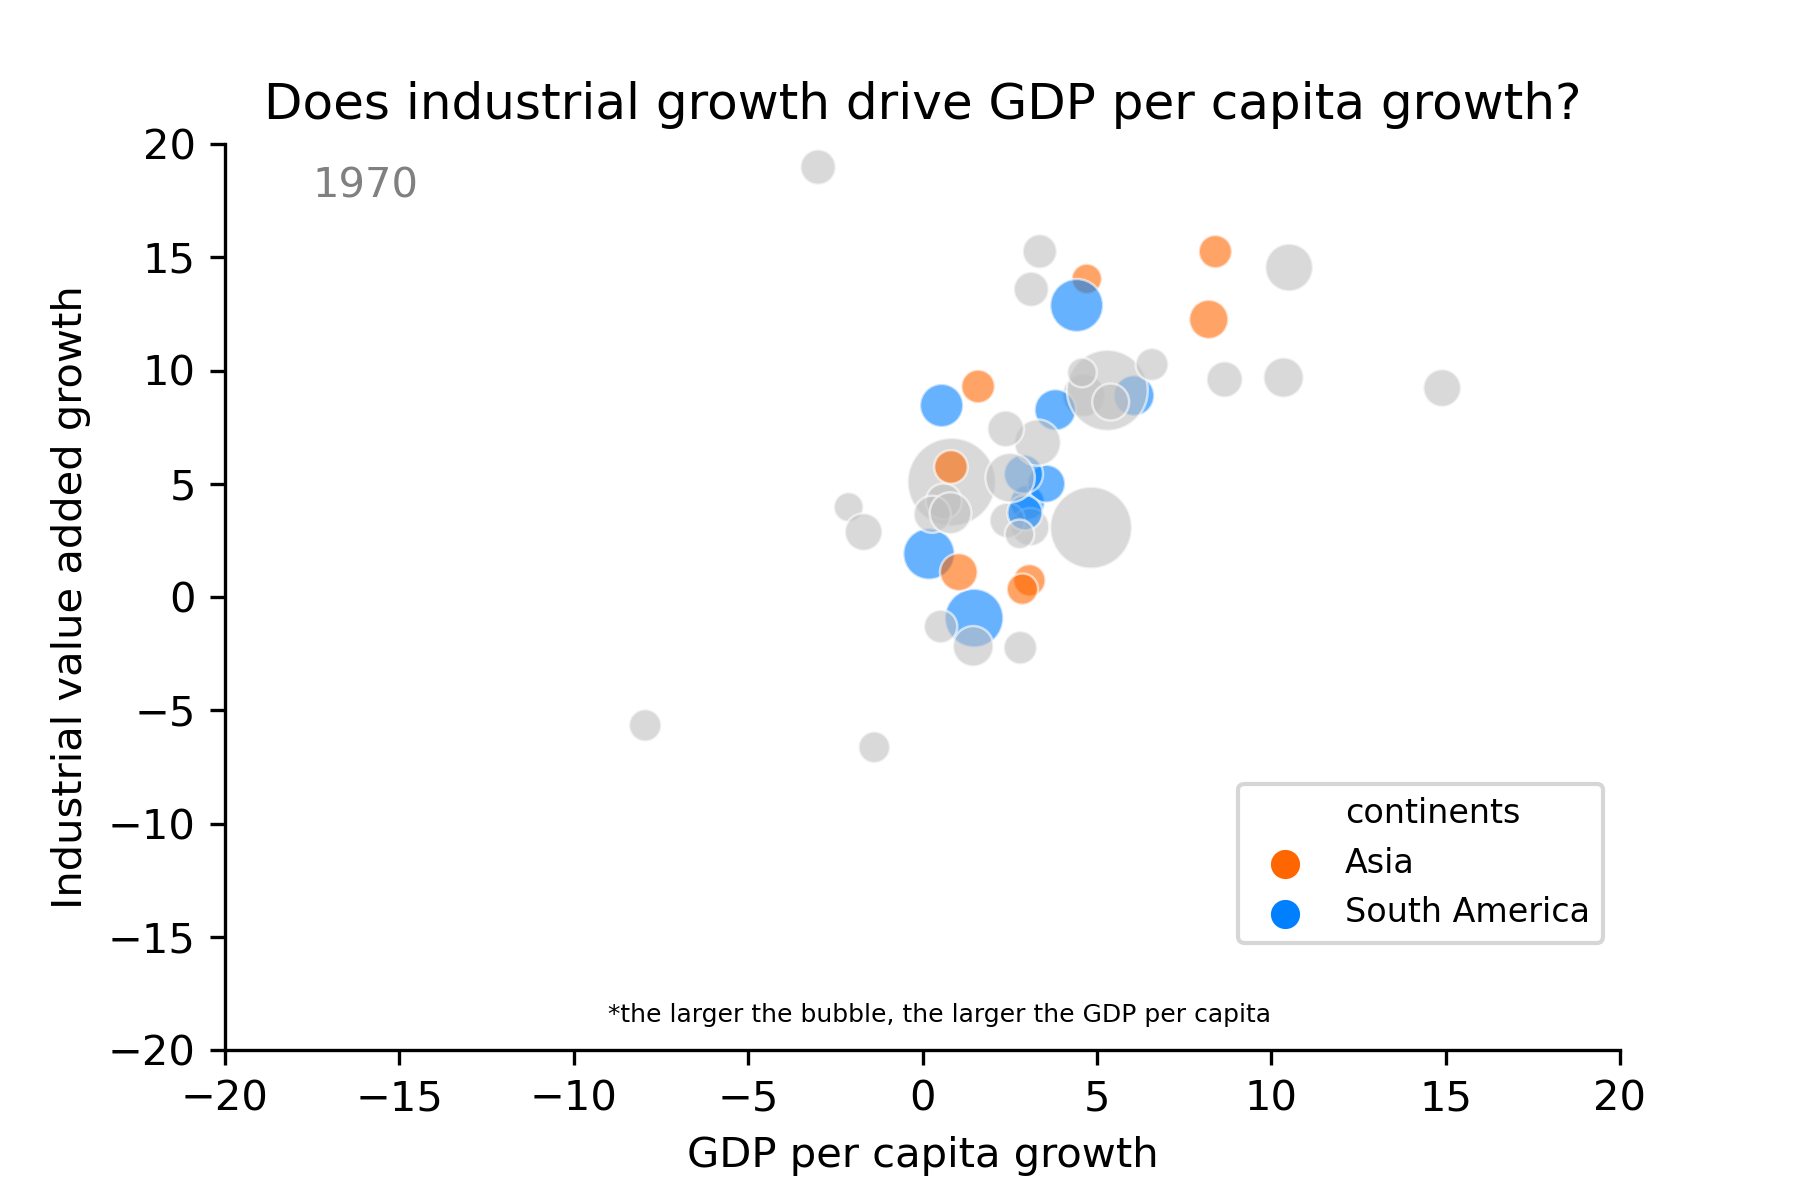 Does industrial growth drive GDP per capita growth?
1970
Industrial value added growth
20
15
10
5
0
−5
−10
−15
−20
continents
Asia
South America
*the larger the bubble, the larger the GDP per capita
−20 −15 −10 −5 0 5 10 15 20
GDP per capita growth